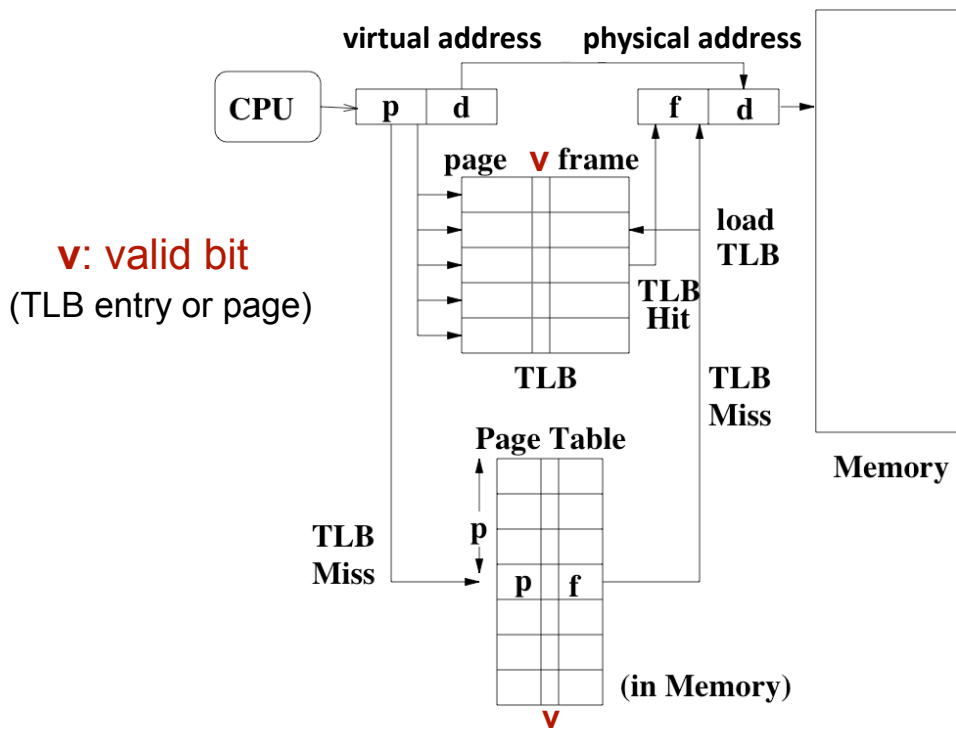 virtual address
physical address
CPU
p
d
f
d
page v frame
v: valid bit
(TLB entry or page)
load
TLB
TLB
Hit
TLB
TLB
Miss
Page Table
Memory
p
TLB
Miss
p
f
(in Memory)
v